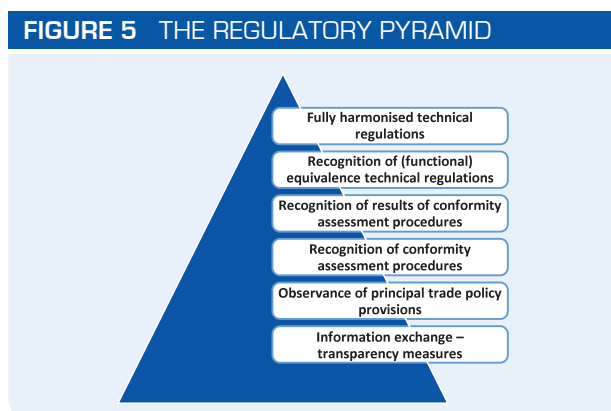 FIGURE 5 THE REGULATORY PYRAMID
Fully harmonised technical
regulations
Recognition of (functional)
equivalence technical regulations
Recognition of results of conformity
assessment procedures
Recognition of conformity
assessment procedures
Observance of principal trade policy
provisions
Information exchange –
transparency measures